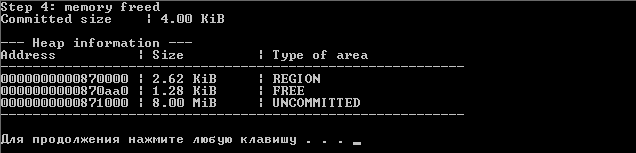 Step 4: memory freed
Committed size    ¦ 4.00 KiB
--- Heap information ---
Address          ¦ Size         ¦ Type of area
----------------------------------------------------------
0000000000870000 ¦ 2.62 KiB     ¦ REGION
0000000000870aa0 ¦ 1.28 KiB     ¦ FREE
0000000000871000 ¦ 8.00 MiB     ¦ UNCOMMITTED
----------------------------------------------------------
Для продолжения нажмите любую клавишу . . . _